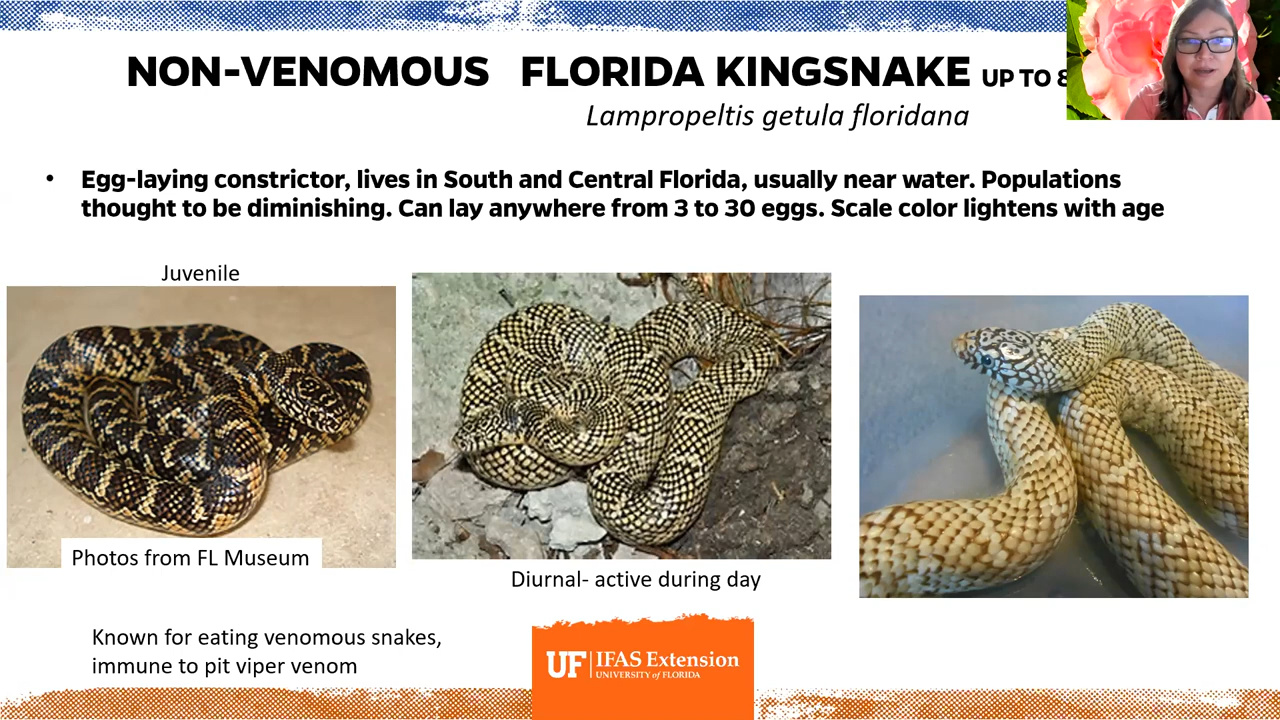 NON-VENOMOUS FLORIDA KINGSNAKE UP TO
Lampropeltis getula floridana
• Egg-laying constrictor, lives in South and Central Florida, usually near water. Populations
thought to be diminishing. Can lay anywhere from 3 to 30 eggs. Scale color lightens with age
Juvenile
Photos from FL Museum
Diurnal- active during day
Known for eating venomous snakes,
immune to pit viper venom
UF IFAS Extension
UNIVERSITY of FLORIDA